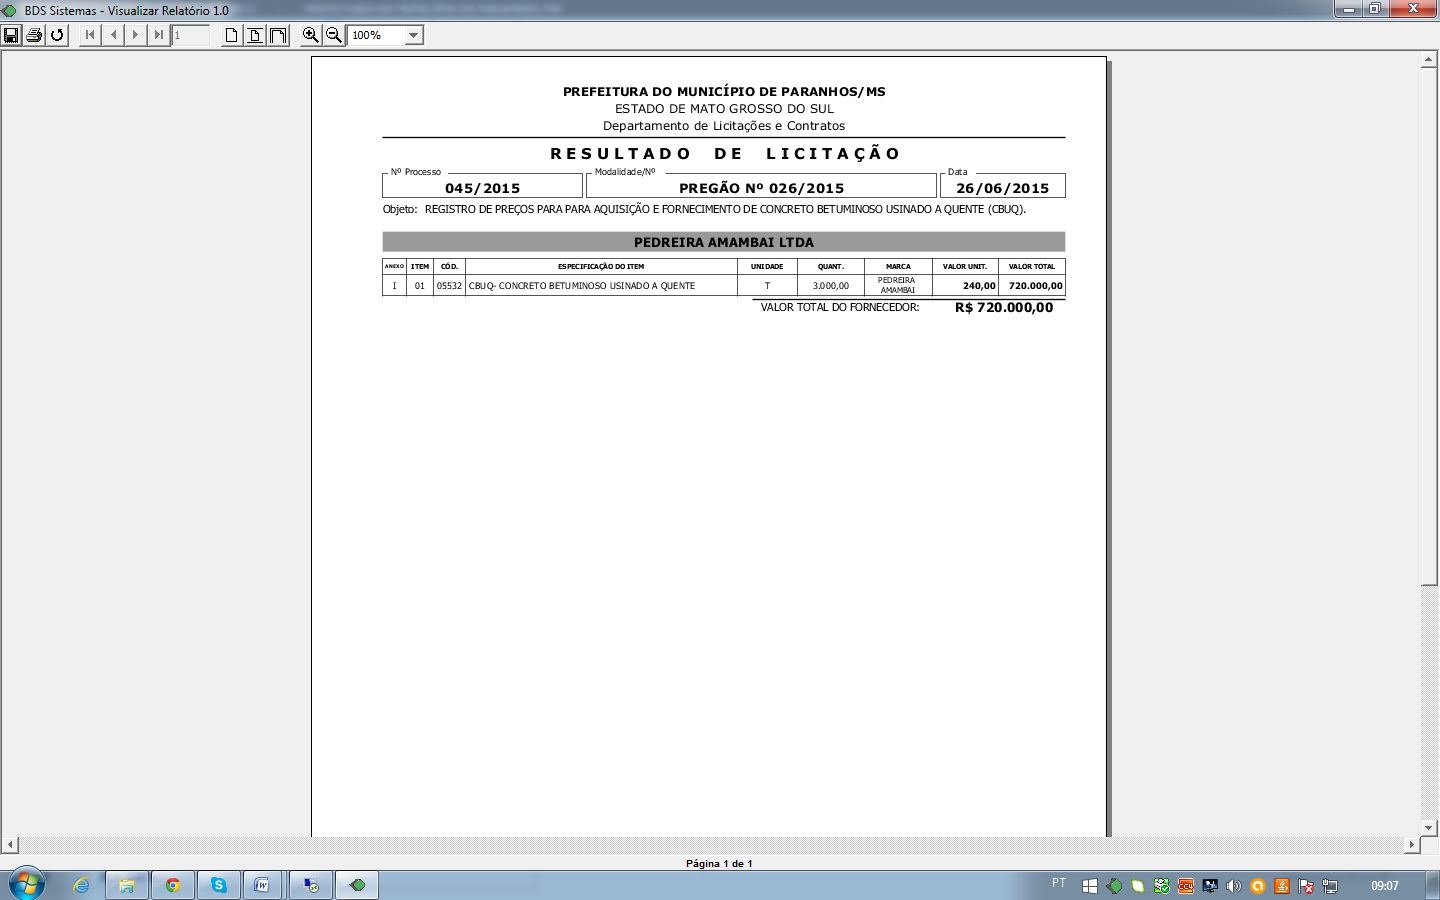 BDS Sistemas - Visualizar Relatório 1.0
1
100%
PREFEITURA DO MUNICÍPIO DE PARANHOS/MS
ESTADO DE MATO GROSSO DO SUL
Departamento de Licitações e Contratos
RESULTADO DE LICITAÇÃO
Nº Processo Modalidade/Nº Data
045/2015 PREGÃO Nº 026/2015 26/06/2015
Objeto: REGISTRO DE PREÇOS PARA PARA AQUISIÇÃO E FORNECIMENTO DE CONCRETO BETUMINOSO USINADO A QUENTE (CBUQ).
PEDREIRA AMAMBAI LTDA
ANEXO ITEM CÓD. ESPECIFICAÇÃO DO ITEM UNIDADE QUANT. MARCA VALOR UNIT. VALOR TOTAL
I 01 05532 CBUQ- CONCRETO BETUMINOSO USINADO A QUENTE T 3.000,00 PEDREIRA AMAMBAI 240,00 720.000,00
VALOR TOTAL DO FORNECEDOR: R$ 720.000,00
Página 1 de 1
PT 09:07